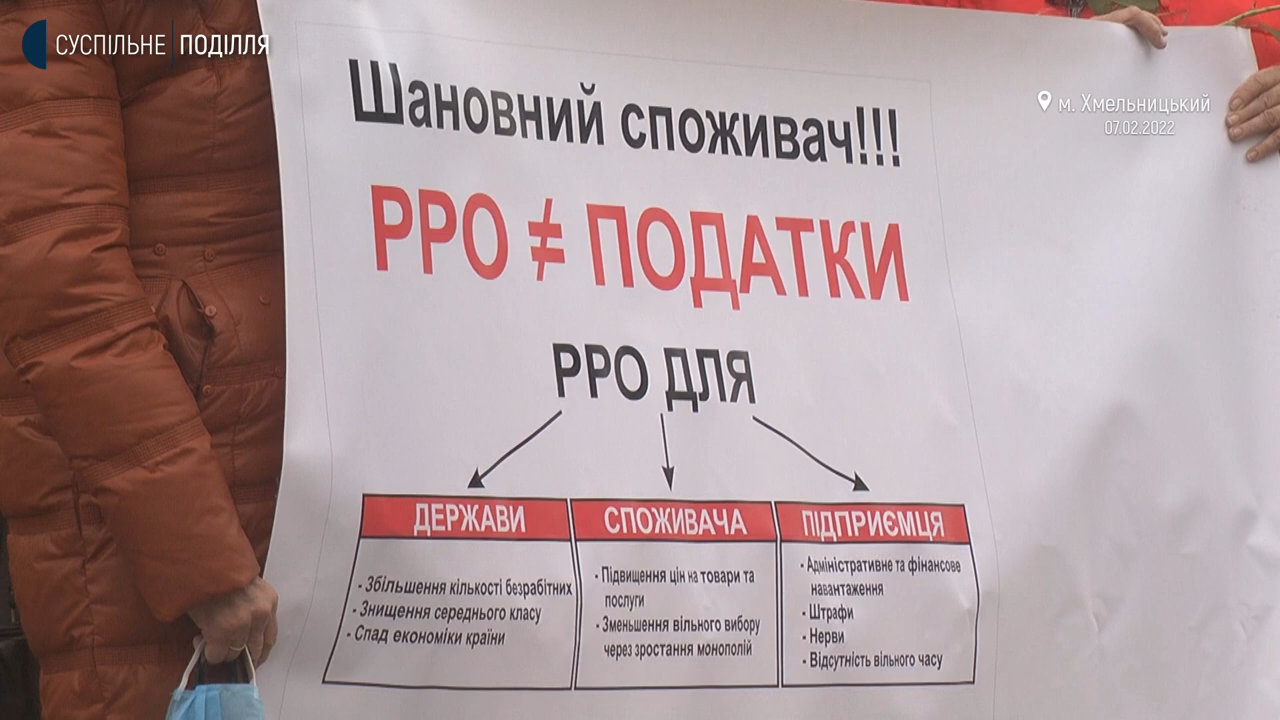 СУСПІЛЬНЕ ПОДІЛЛЯ
м. Хмельницький
07.02.2022
Шановний споживач!!!
РРО ≠ ПОДАТКИ
РРО ДЛЯ
ДЕРЖАВИ
- Збільшення кількості безрабітних
- Знищення середнього класу
- Спад економіки країни
СПОЖИВАЧА
- Підвищення цін на товари та
послуги
- Зменьшення вільного вибору
через зростання монополій
ПІДПРИЄМЦЯ
- Адміністративне та фінансове
навантаження
- Штрафи
- Нерви
- Відсутність вільного часу